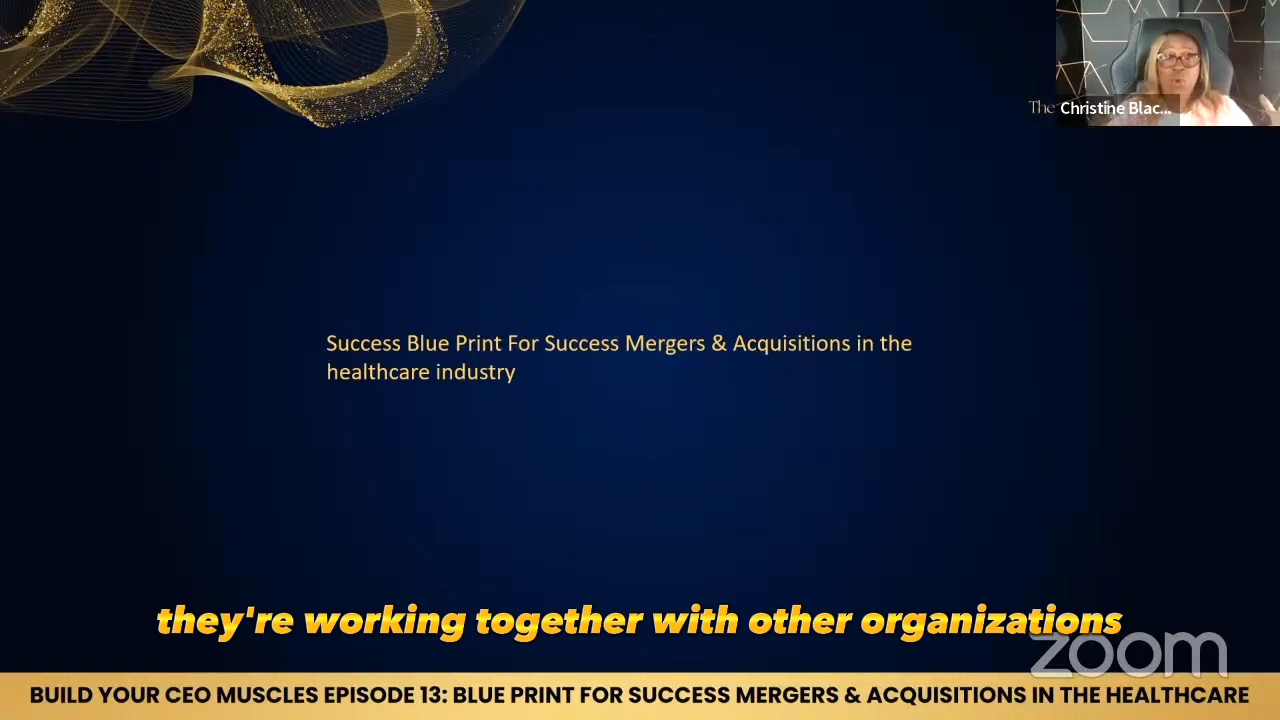 The
Christine Blac...
Success Blue Print For Success Mergers & Acquisitions in the
healthcare industry
they're working together with other organizations
zoom
BUILD YOUR CEO MUSCLES EPISODE 13: BLUE PRINT FOR SUCCESS MERGERS & ACQUISITIONS IN THE HEALTHCARE